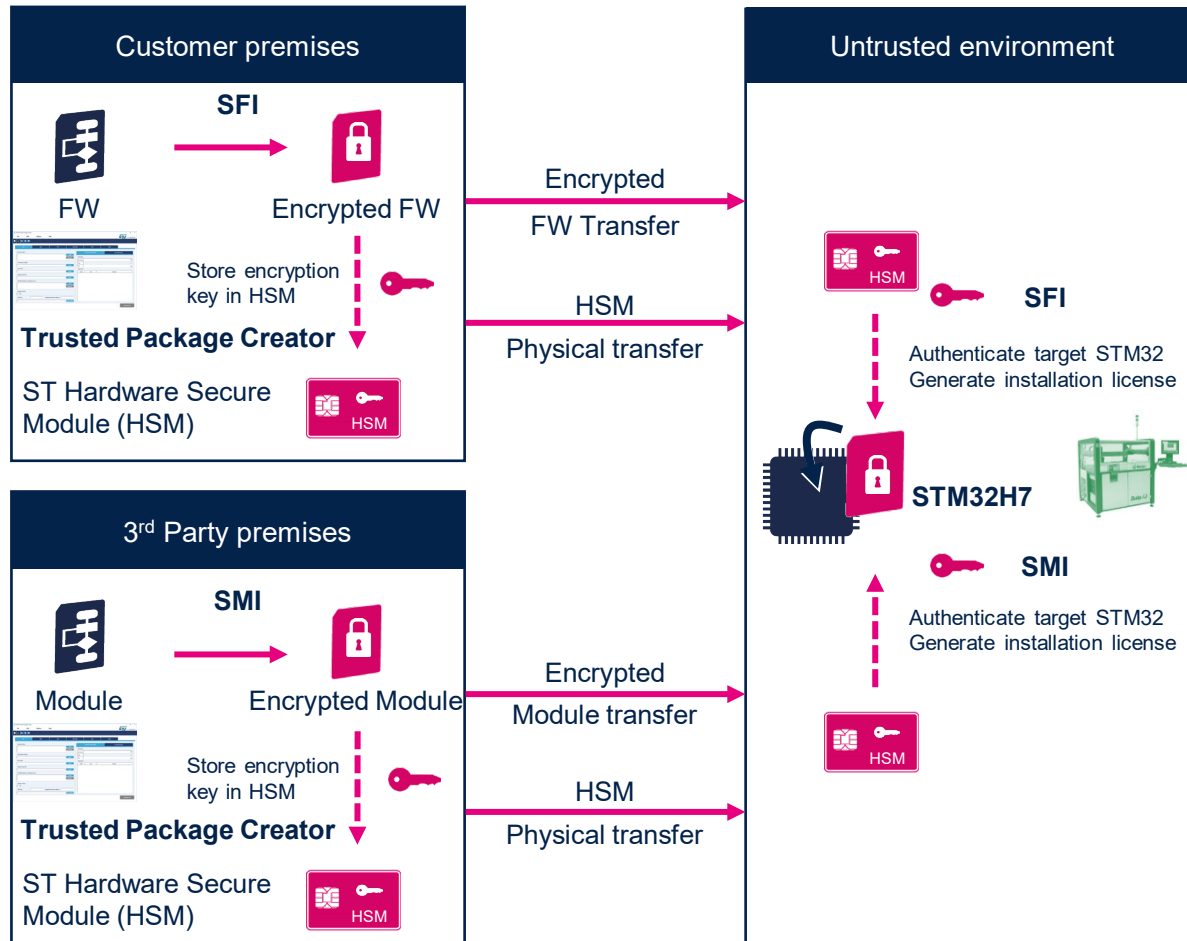 Customer premises
SFI
FW
Encrypted FW
Store encryption
key in HSM
Trusted Package Creator
ST Hardware Secure
Module (HSM)
HSM
3rd Party premises
SMI
Module
Encrypted Module
Store encryption
key in HSM
Trusted Package Creator
ST Hardware Secure
Module (HSM)
HSM
Encrypted
FW Transfer
HSM
Physical transfer
Encrypted
Module transfer
HSM
Physical transfer
Untrusted environment
HSM
SFI
Authenticate target STM32
Generate installation license
STM32H7
SMI
Authenticate target STM32
Generate installation license
HSM